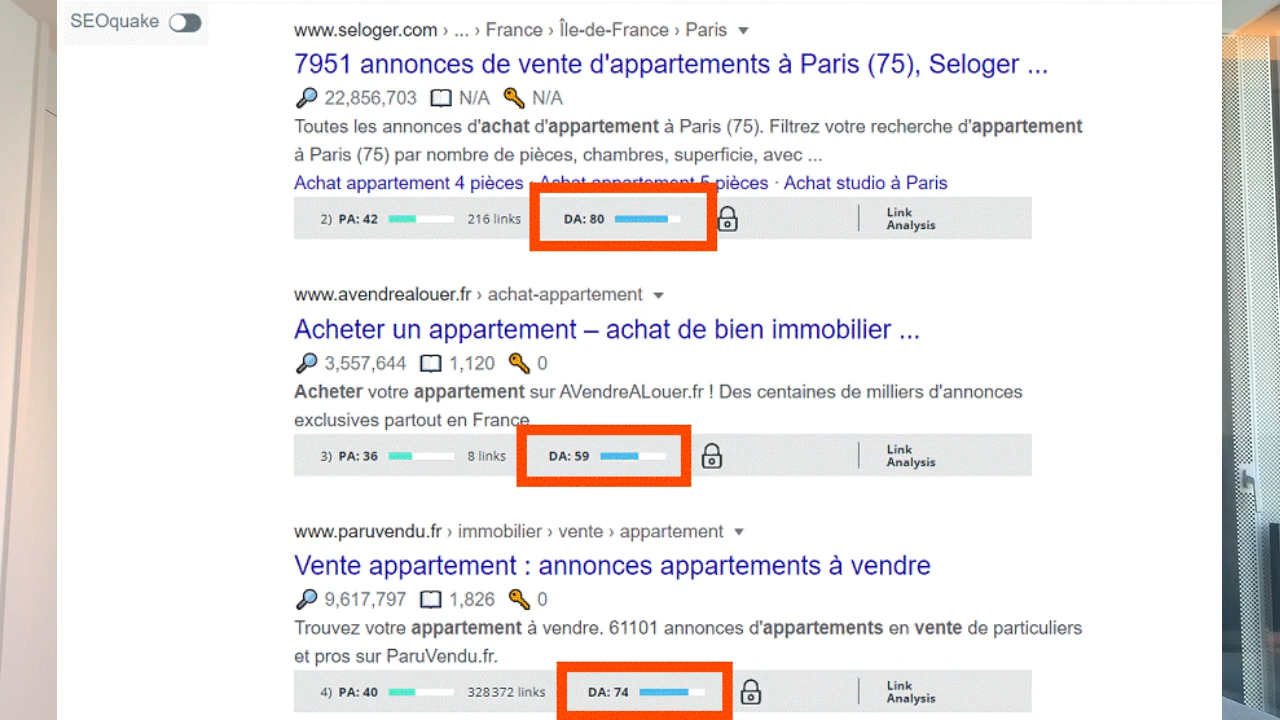 SEOquake
www.seloger.com › ... › France › Île-de-France › Paris
7951 annonces de vente d'appartements à Paris (75), Seloger ...
22,856,703 N/A N/A
Toutes les annonces d'achat d'appartement à Paris (75). Filtrez votre recherche d'appartement
à Paris (75) par nombre de pièces, chambres, superficie, avec ...
Achat appartement 4 pièces · Achat appartement 5 pièces · Achat studio à Paris
2) PA: 42 216 links DA: 80 Link
Analysis
www.avendrealouer.fr › achat-appartement
Acheter un appartement – achat de bien immobilier ...
3,557,644 1,120 0
Acheter votre appartement sur AVendreALouer.fr ! Des centaines de milliers d'annonces
exclusives partout en France
3) PA: 36 8 links DA: 59 Link
Analysis
www.paruvendu.fr › immobilier › vente › appartement
Vente appartement : annonces appartements à vendre
9,617,797 1,826 0
Trouvez votre appartement à vendre. 61101 annonces d'appartements en vente de particuliers
et pros sur ParuVendu.fr.
4) PA: 40 328372 links DA: 74 Link
Analysis